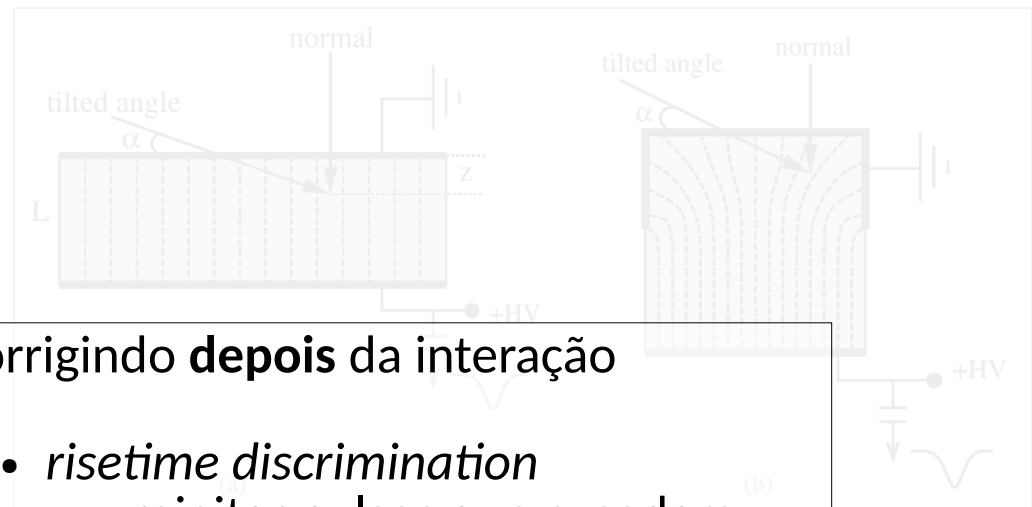 normal
normal
tilted angle
tilted angle
α
α
z
L
+HV
orrigindo depois da interação
+HV
• risetime discrimination
(a)
(b)